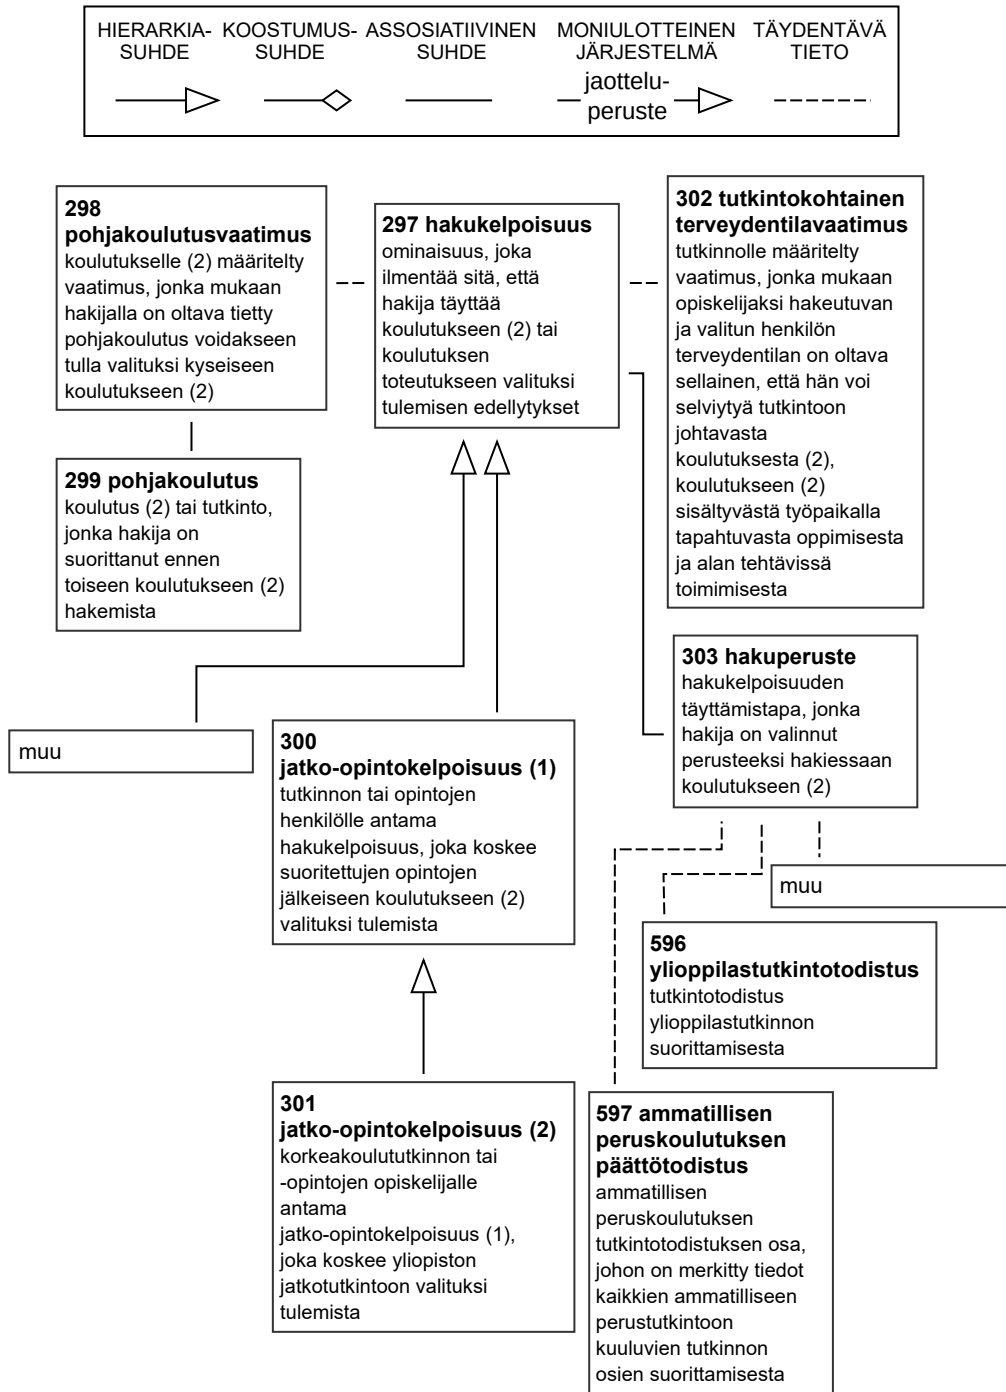 HIERARKIA-
SUHDE
KOOSTUMUS-
SUHDE
ASSOSIATIIVINEN
SUHDE
MONIULOTTEINEN
JÄRJESTELMÄ
jaottelu-
peruste
TÄYDENTÄVÄ
TIETO
298
pohjakoulutusvaatimus
koulutukselle (2) määritelty
vaatimus, jonka mukaan
hakijalla on oltava tietty
pohjakoulutus voidakseen
tulla valituksi kyseiseen
koulutukseen (2)
297 hakukelpoisuus
ominaisuus, joka
ilmentää sitä, että
hakija täyttää
koulutukseen (2) tai
koulutuksen
toteutukseen valituksi
tulemisen edellytykset
302 tutkintokohtainen
terveydentilavaatimus
tutkinnolle määritelty
vaatimus, jonka mukaan
opiskelijaksi hakeutuvan
ja valitun henkilön
terveydentilan on oltava
sellainen, että hän voi
selviytyä tutkintoon
johtavasta
koulutuksesta (2),
koulutukseen (2)
sisältyvästä työpaikalla
tapahtuvasta oppimisesta
ja alan tehtävissä
toimimisesta
299 pohjakoulutus
koulutus (2) tai tutkinto,
jonka hakija on
suorittanut ennen
toiseen koulutukseen (2)
hakemista
303 hakuperuste
hakukelpoisuuden
täyttämistapa, jonka
hakija on valinnut
perusteeksi hakiessaan
koulutukseen (2)
muu
300
jatko-opintokelpoisuus (1)
tutkinnon tai opintojen
henkilölle antama
hakukelpoisuus, joka koskee
suoritettujen opintojen
jälkeiseen koulutukseen (2)
valituksi tulemista
muu
596
ylioppilastutkintotodistus
tutkintotodistus
ylioppilastutkinnon
suorittamisesta
301
jatko-opintokelpoisuus (2)
korkeakoulututkinnon tai
-opintojen opiskelijalle
antama
jatko-opintokelpoisuus (1),
joka koskee yliopiston
jatkotutkintoon valituksi
tulemista
597 ammatillisen
peruskoulutuksen
päättötodistus
ammatillisen
peruskoulutuksen
tutkintotodistuksen osa,
johon on merkitty tiedot
kaikkien ammatilliseen
perustutkintoon
kuuluvien tutkinnon
osien suorittamisesta